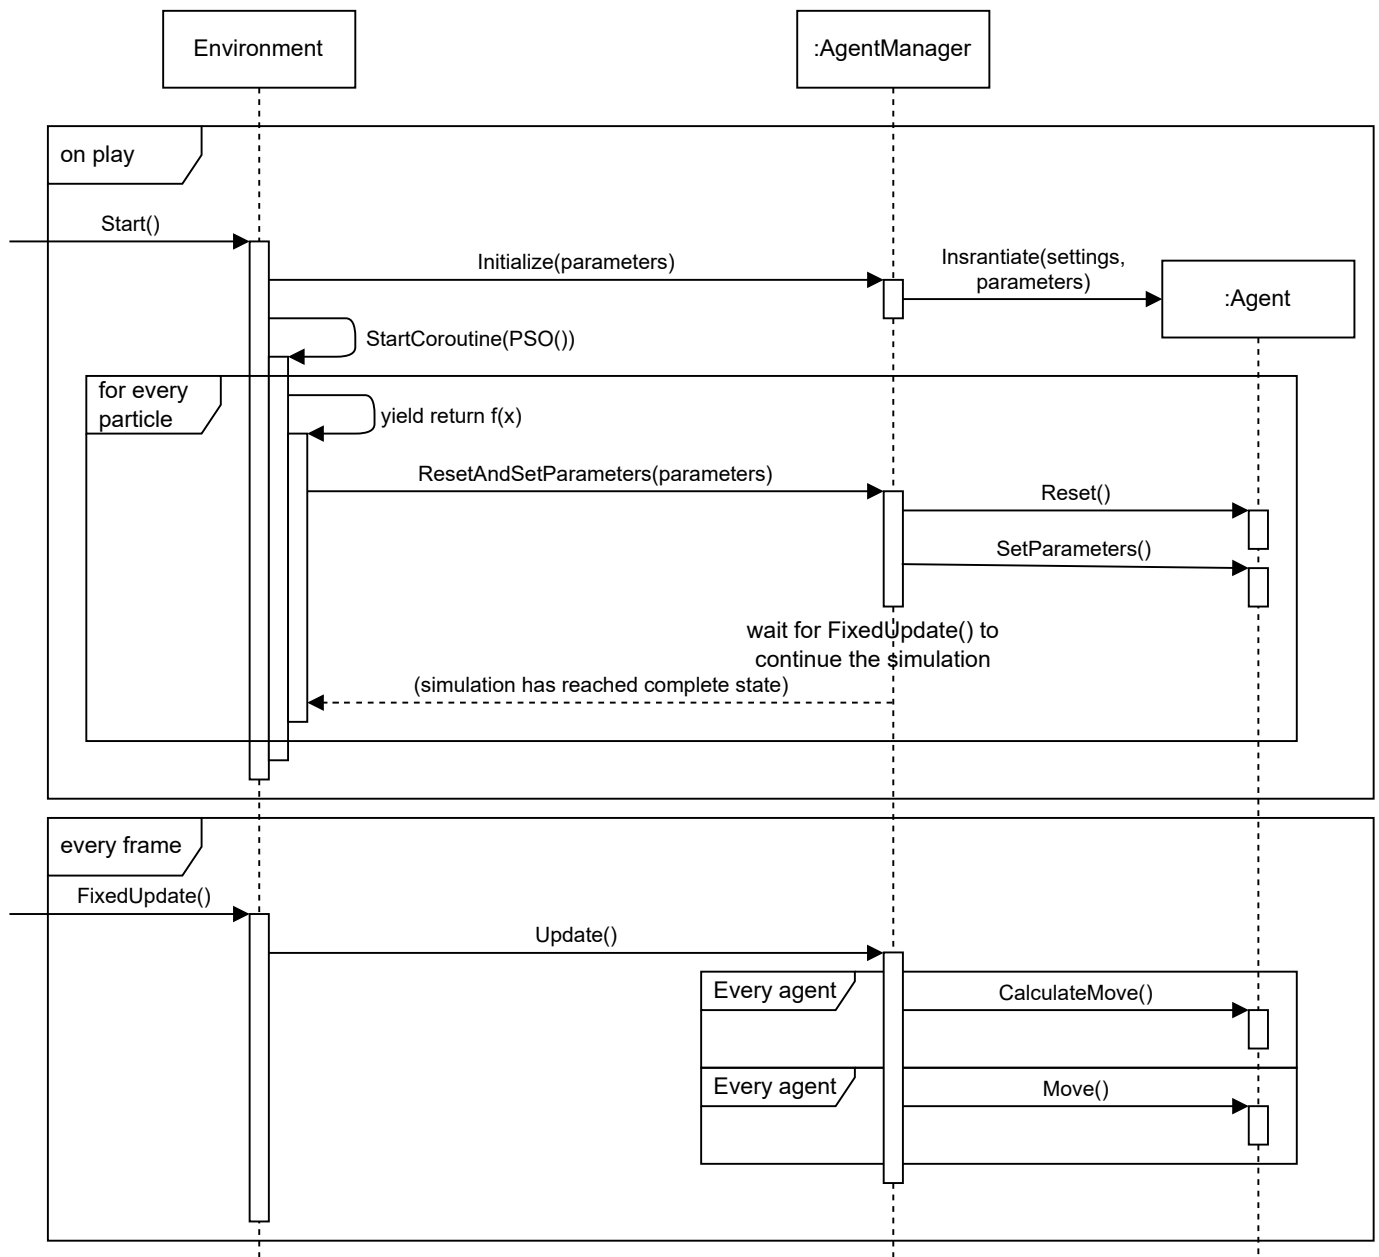 Environment
:AgentManager
on play
Start()
Initialize(parameters)
Insrantiate(settings,
parameters)
:Agent
StartCoroutine(PSO())
for every
particle
yield return f(x)
ResetAndSetParameters(parameters)
Reset()
SetParameters()
wait for FixedUpdate() to
continue the simulation
(simulation has reached complete state)
every frame
FixedUpdate()
Update()
Every agent
CalculateMove()
Every agent
Move()